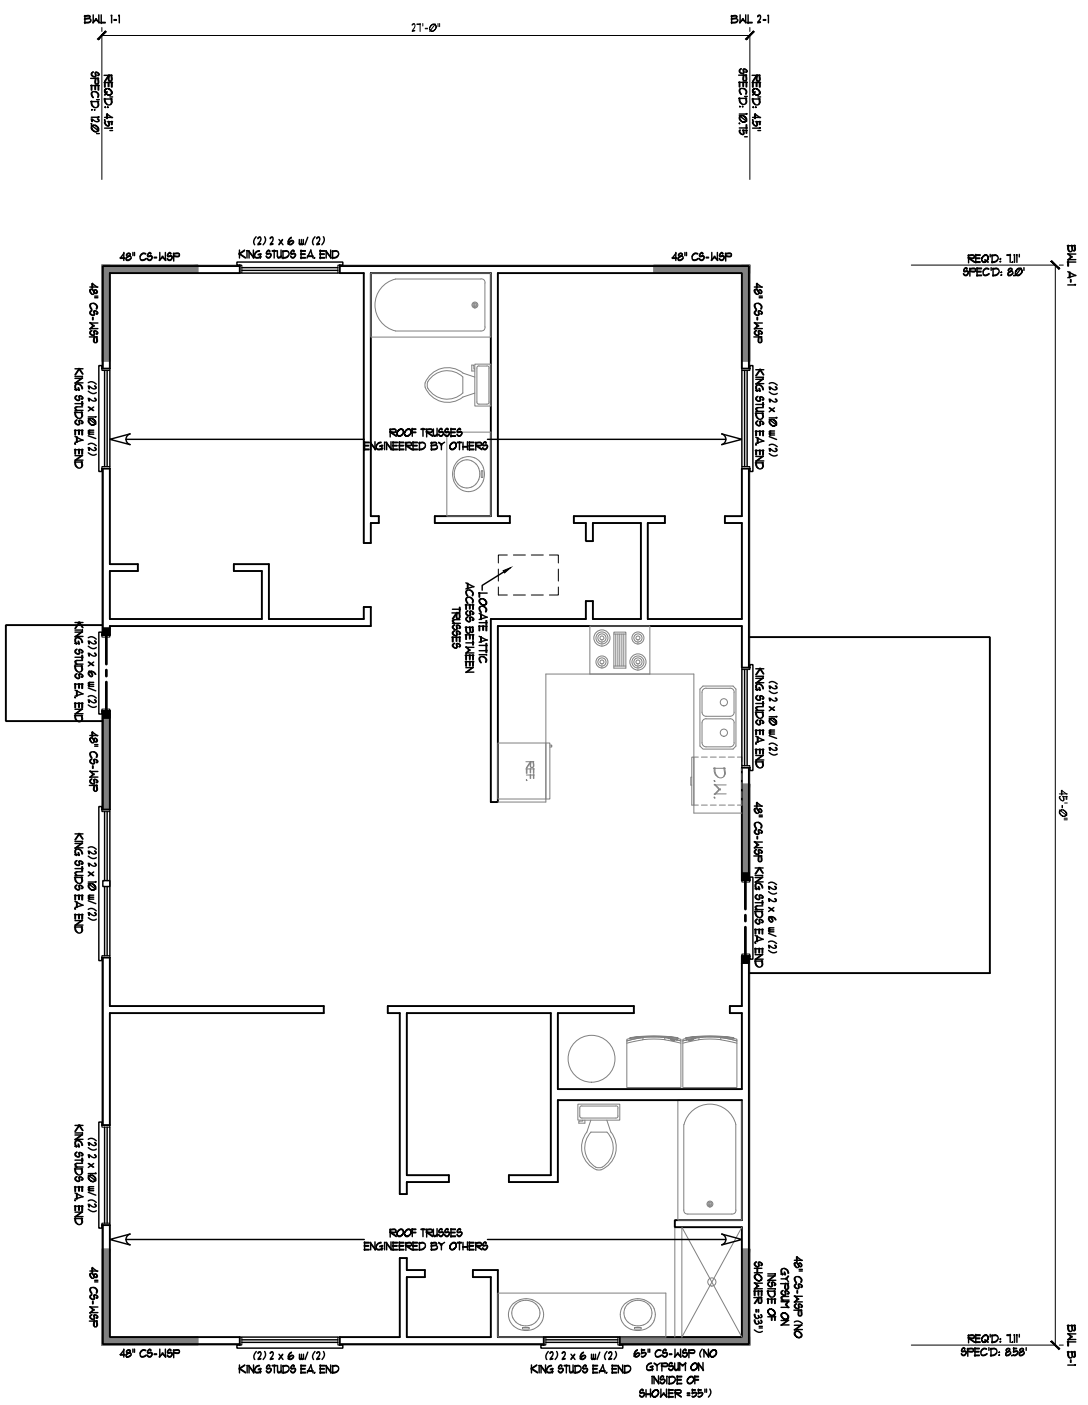 BWL 1-1
BWL 2-1
27'-0"
REQ'D: 4.51'
SPEC'D: 12.0'
REQ'D: 4.51'
SPEC'D: 10.75'
BWL A-1
REQ'D: 7.11'
SPEC'D: 8.0'
(2) 2 x 6 w/ (2)
KING STUDS EA. END
48" CS-WSP
48" CS-WSP
48" CS-WSP
48" CS-WSP
(2) 2 x 10 w/ (2)
KING STUDS EA. END
(2) 2 x 10 w/ (2)
KING STUDS EA. END
ROOF TRUSSES
ENGINEERED BY OTHERS
LOCATE ATTIC
ACCESS BETWEEN
TRUSSES
(2) 2 x 6 w/ (2)
KING STUDS EA. END
(2) 2 x 10 w/ (2)
KING STUDS EA. END
48" CS-WSP
REF.
D.W.
45'-0"
48" CS-WSP
(2) 2 x 10 w/ (2)
KING STUDS EA. END
(2) 2 x 6 w/ (2)
KING STUDS EA. END
(2) 2 x 10 w/ (2)
KING STUDS EA. END
ROOF TRUSSES
ENGINEERED BY OTHERS
48" CS-WSP
48" CS-WSP (NO
GYPSUM ON
INSIDE OF
SHOWER =33")
48" CS-WSP
(2) 2 x 6 w/ (2)
KING STUDS EA. END
(2) 2 x 6 w/ (2)
KING STUDS EA. END
65" CS-WSP (NO
GYPSUM ON
INSIDE OF
SHOWER =55")
REQ'D: 7.11'
SPEC'D: 8.58'
BWL B-1